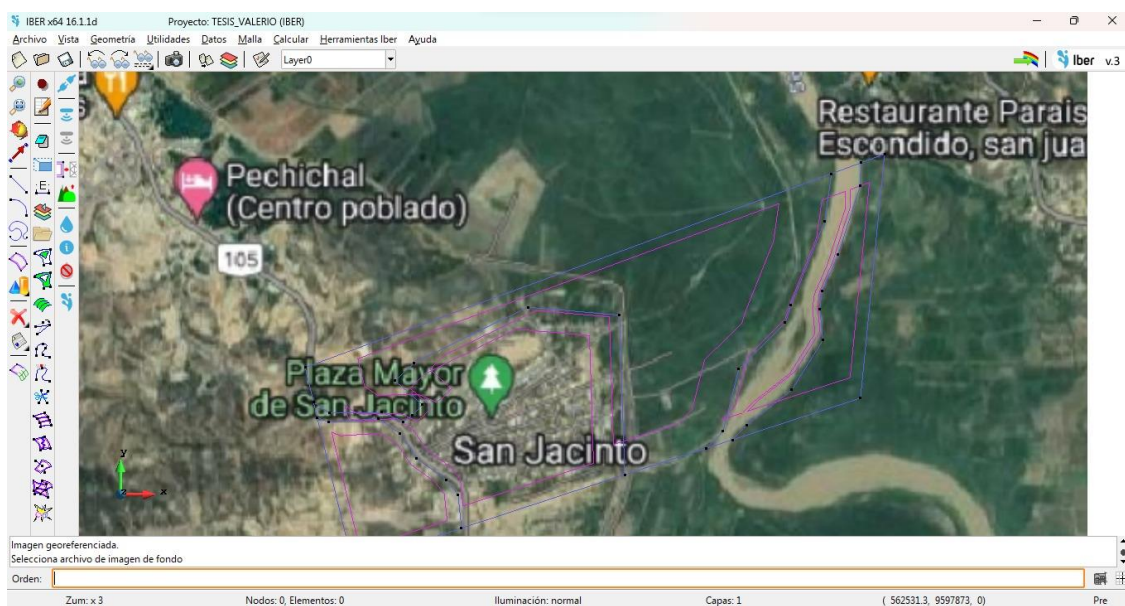 IBER x64 16.1.1d Proyecto: TESIS_VALERIO (IBER)
Archivo Vista Geometría Utilidades Datos Malla Calcular Herramientas Iber Ayuda
Layer0
Iber v.3
Restaurante Parais
Escondido, san jua
Pechichal
(Centro poblado)
105
Plaza Mayor
de San Jacinto
San Jacinto
y
x
Imagen georeferenciada.
Selecciona archivo de imagen de fondo
Orden:
Zum: x 3 Nodos: 0, Elementos: 0 Iluminación: normal Capas: 1 ( 562531.3, 9597873, 0) Pre